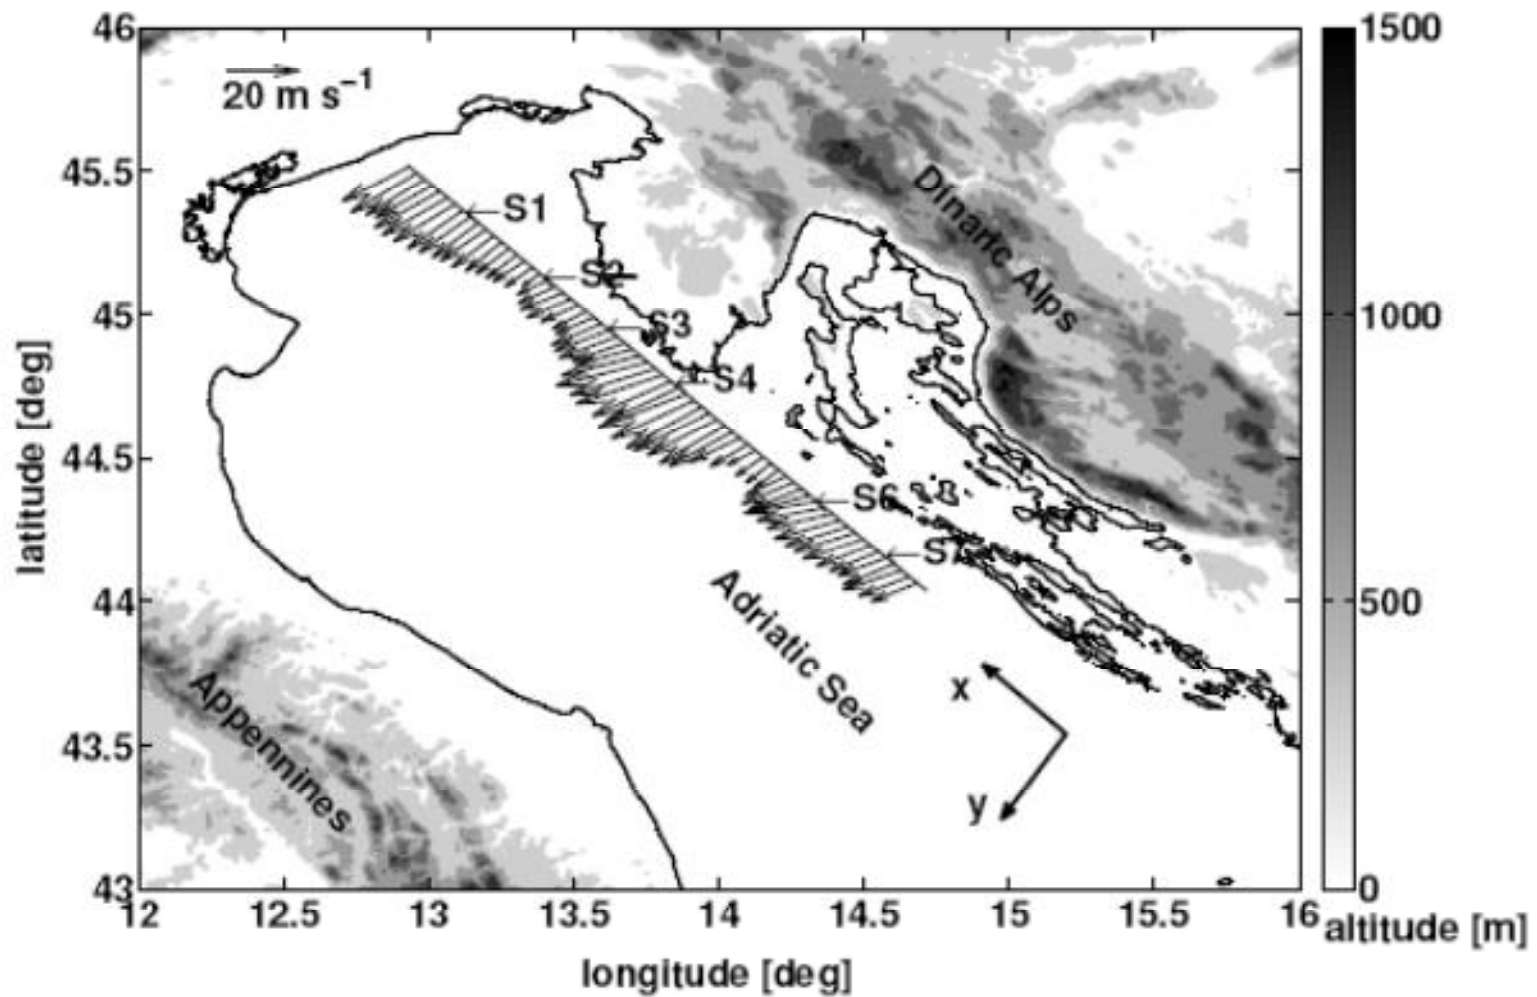 46
45.5
45
44.5
44
43.5
43
latitude [deg]
20 m s−1
S1
S2
S3
S4
S6
S7
Dinaric Alps
Adriatic Sea
Appennines
x
y
12
12.5
13
13.5
14
14.5
15
15.5
16
longitude [deg]
1500
1000
500
0
altitude [m]